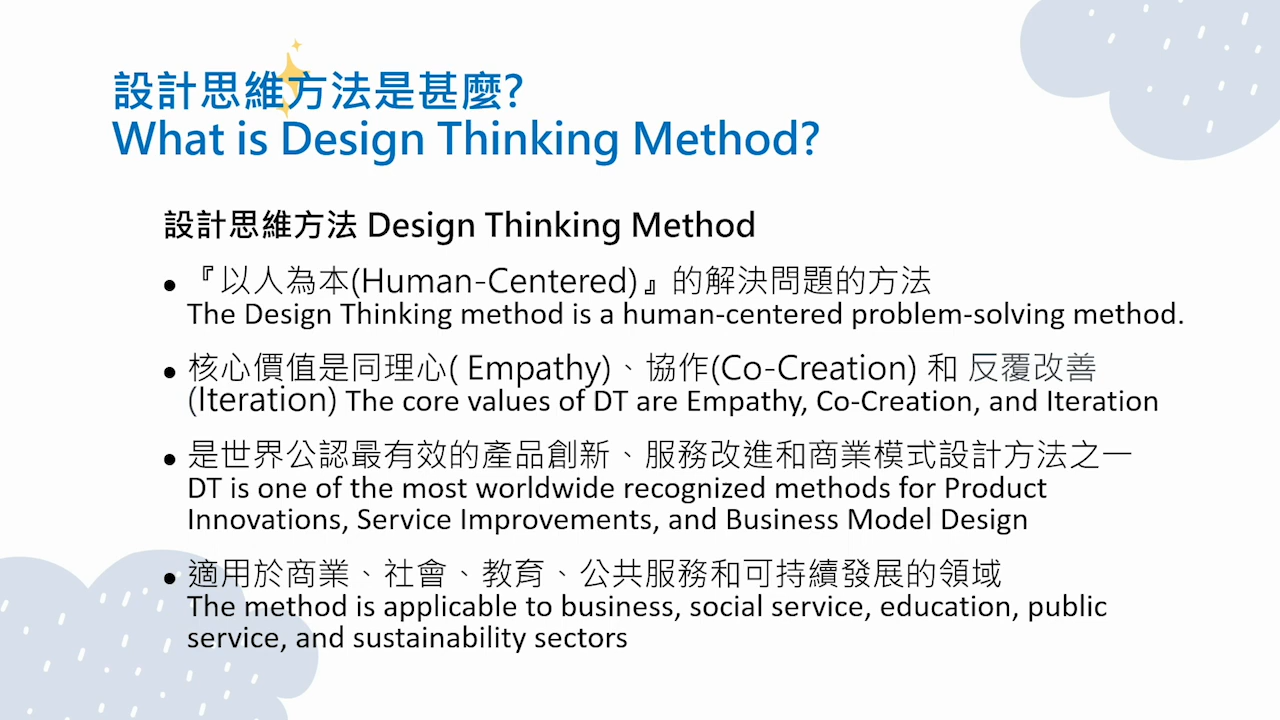 設計思維方法是甚麼?
What is Design Thinking Method?
設計思維方法 Design Thinking Method
• 『以人為本(Human-Centered)』的解決問題的方法
The Design Thinking method is a human-centered problem-solving method.
• 核心價值是同理心( Empathy)、協作(Co-Creation) 和 反覆改善
(Iteration) The core values of DT are Empathy, Co-Creation, and Iteration
• 是世界公認最有效的產品創新、服務改進和商業模式設計方法之一
DT is one of the most worldwide recognized methods for Product
Innovations, Service Improvements, and Business Model Design
• 適用於商業、社會、教育、公共服務和可持續發展的領域
The method is applicable to business, social service, education, public
service, and sustainability sectors